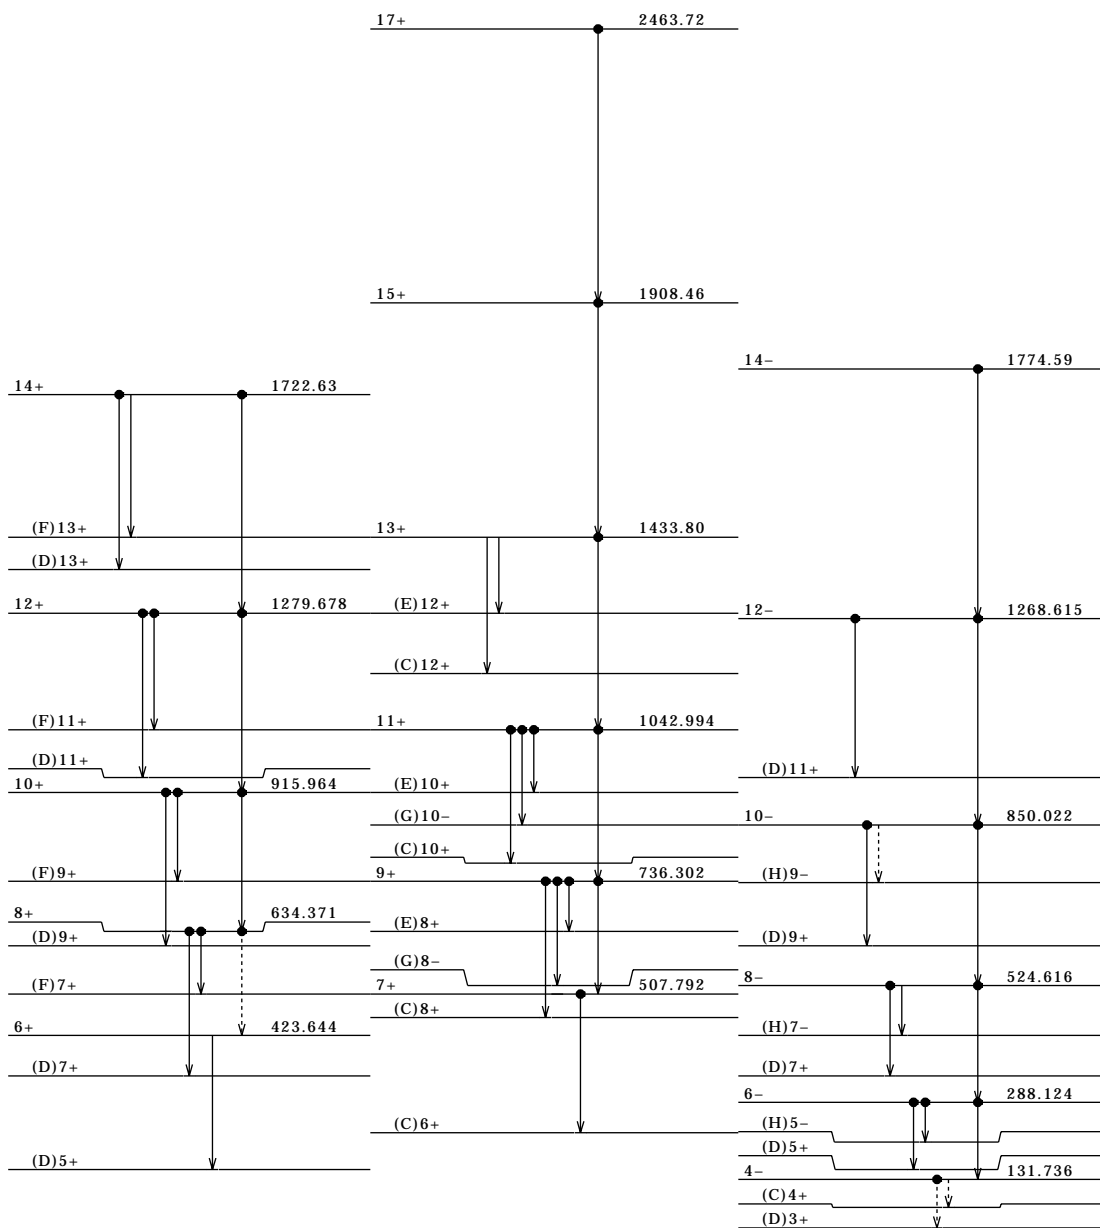 17+ 2463.72
15+ 1908.46
14− 1774.59
14+ 1722.63
(F)13+ 13+ 1433.80
(D)13+
12+ 1279.678 (E)12+
12− 1268.615
(C)12+
(F)11+ 11+ 1042.994
(D)11+ (D)11+
10+ 915.964 (E)10+
(G)10− 10− 850.022
(C)10+
(F)9+ 9+ 736.302 (H)9−
8+ 634.371 (E)8+
(D)9+ (D)9+
(G)8− 8− 524.616
(F)7+ 7+ 507.792
(C)8+
6+ 423.644 (H)7−
(D)7+ (D)7+
6− 288.124
(C)6+ (H)5−
(D)5+ (D)5+
4− 131.736
(C)4+
(D)3+